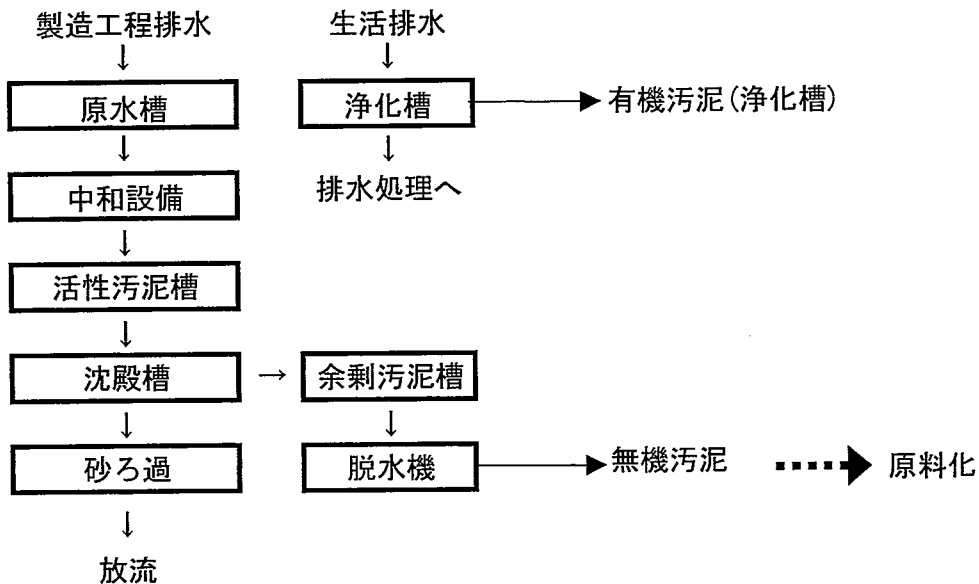 製造工程排水
生活排水
原水槽
浄化槽
有機汚泥(浄化槽)
中和設備
排水処理へ
活性汚泥槽
沈殿槽
余剰汚泥槽
砂ろ過
脱水機
無機汚泥
原料化
放流